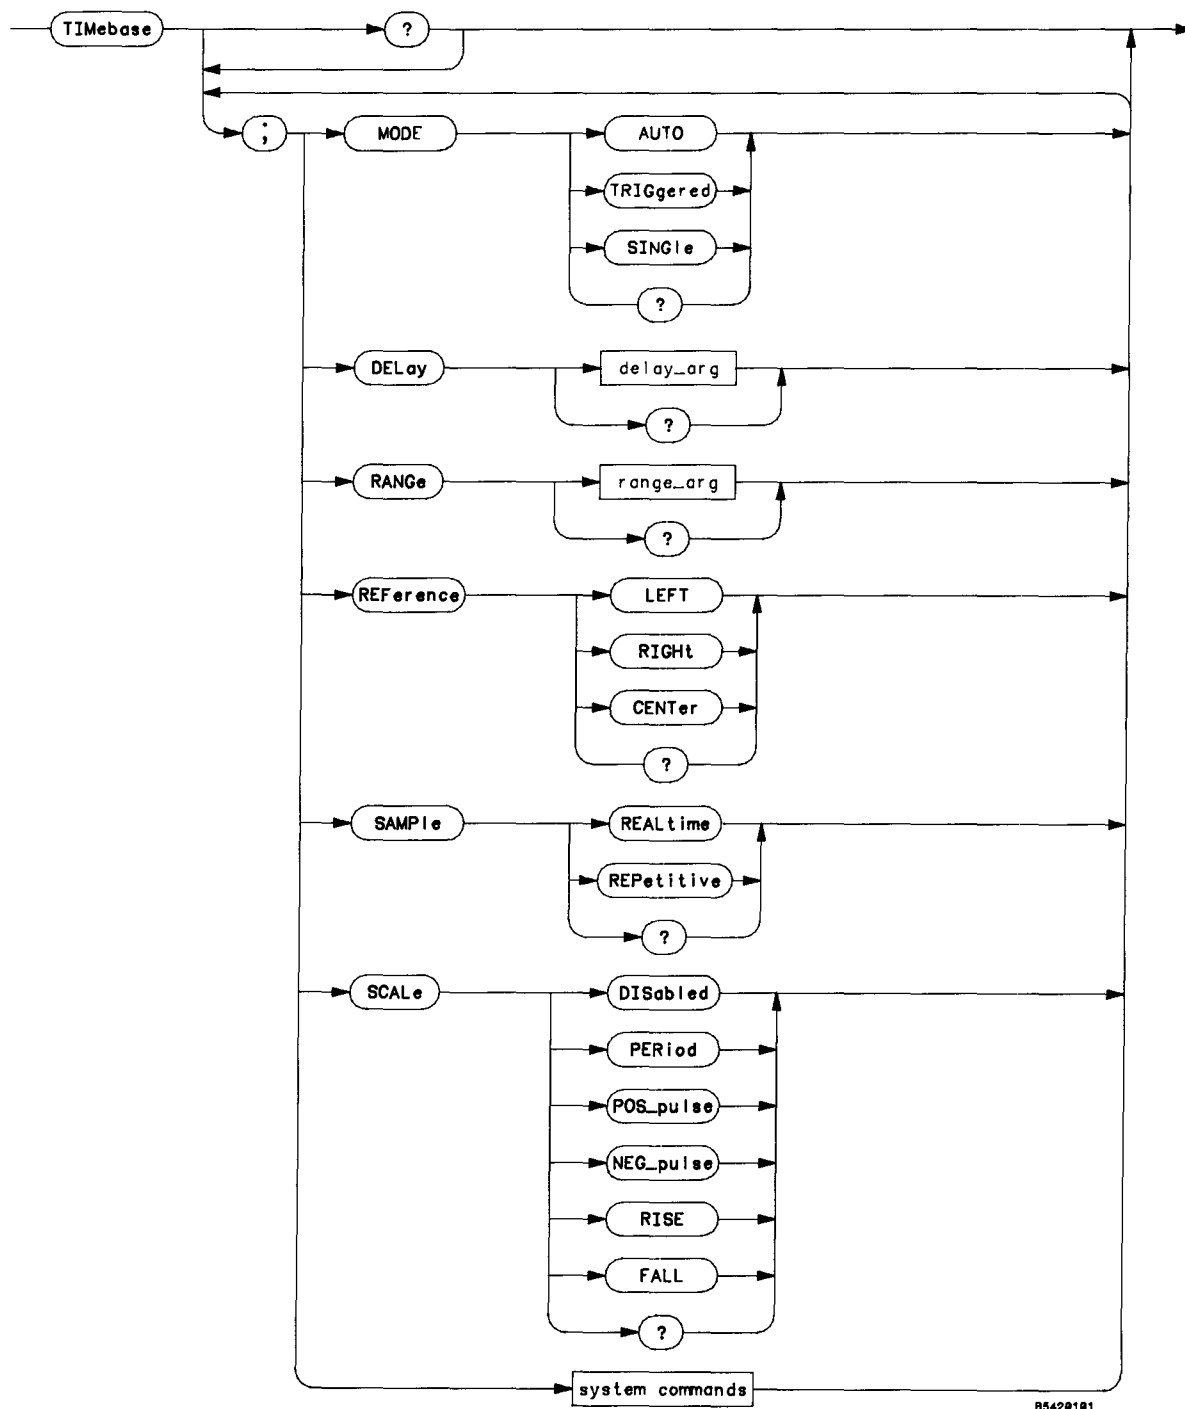 TIMebase ?
; MODE AUTO
TRIGgered
SINGle
?
DELay delay_arg
?
RANGe range_arg
?
REFerence LEFT
RIGHt
CENTer
?
SAMPle REALtime
REPetitive
?
SCALe DISabled
PERiod
POS_pulse
NEG_pulse
RISE
FALL
?
system commands
85420101